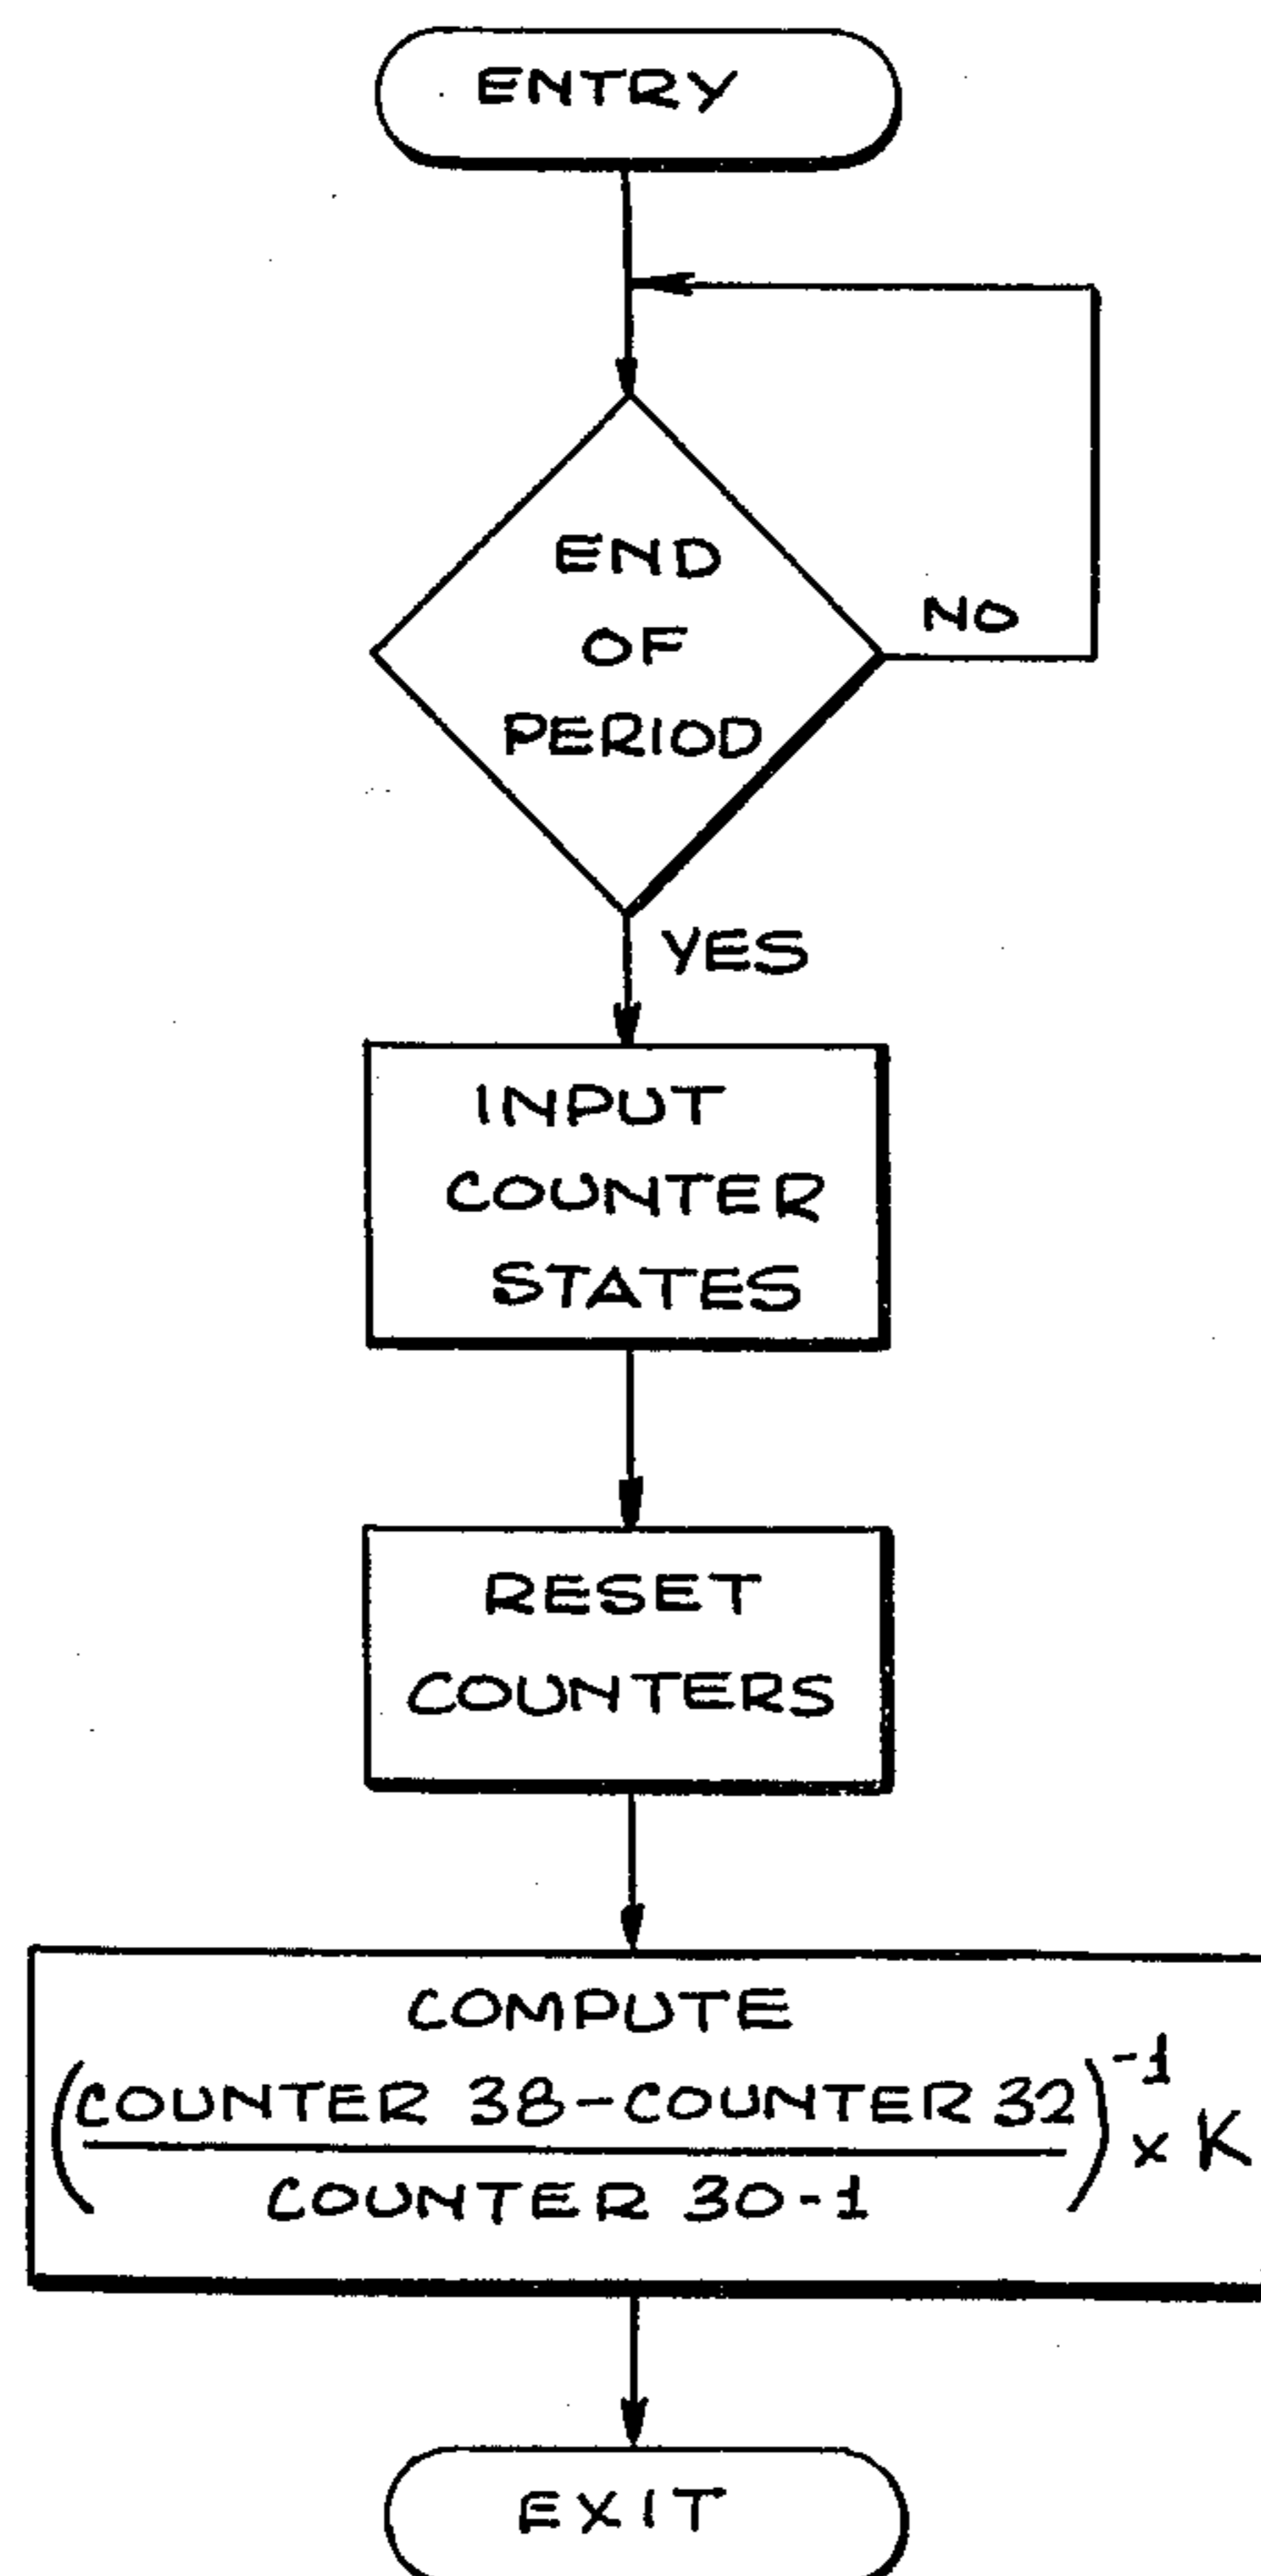 ENTRY
END
OF
PERIOD
NO
YES
INPUT
COUNTER
STATES
RESET
COUNTERS
COMPUTE
(COUNTER 38-COUNTER 32
COUNTER 30-1)⁻¹ x K
EXIT